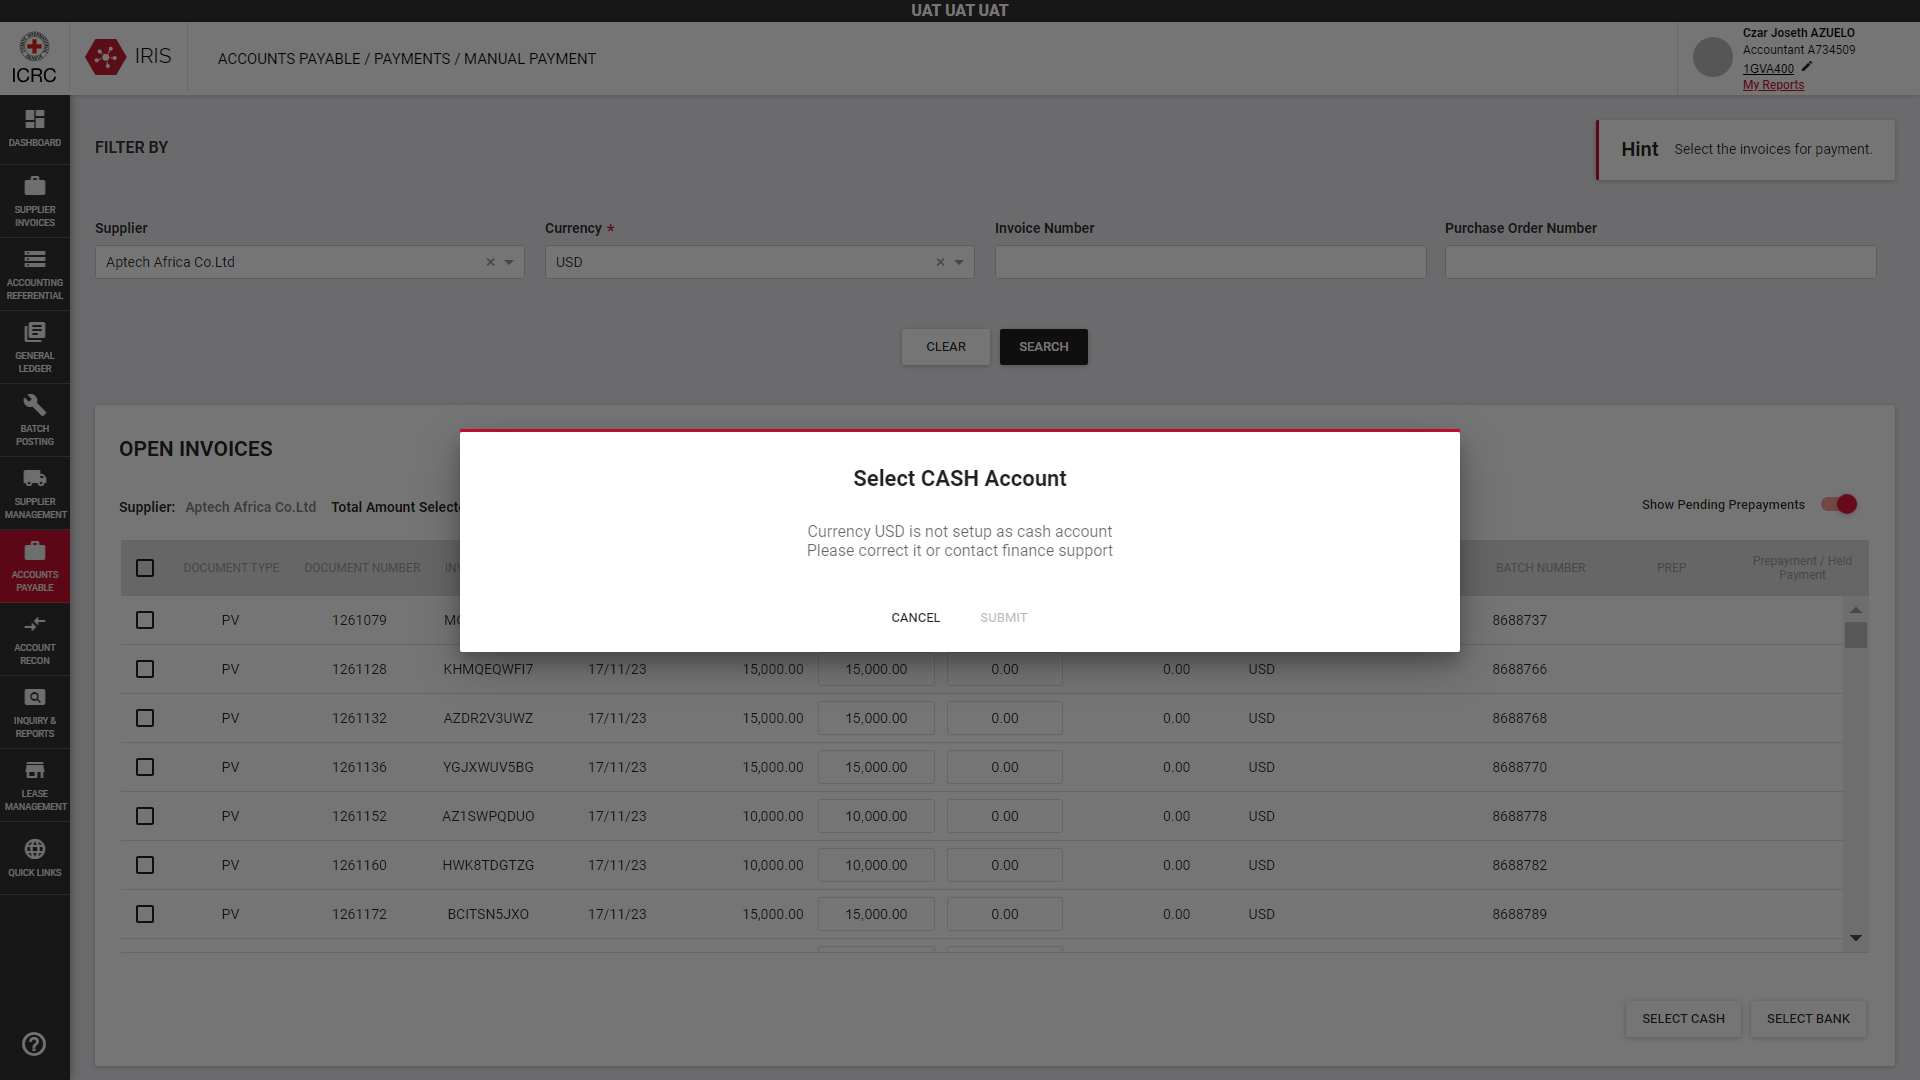 UAT UAT UAT
ICRC
IRIS
ACCOUNTS PAYABLE / PAYMENTS / MANUAL PAYMENT
Czar Joseth AZUELO
Accountant A734509
1GVA400
My Reports
DASHBOARD
SUPPLIER
INVOICES
ACCOUNTING
REFERENTIAL
GENERAL
LEDGER
BATCH
POSTING
SUPPLIER
MANAGEMENT
ACCOUNTS
PAYABLE
ACCOUNT
RECON
INQUIRY &
REPORTS
LEASE
MANAGEMENT
QUICK LINKS
FILTER BY
Hint Select the invoices for payment.
Supplier Currency * Invoice Number Purchase Order Number
Aptech Africa Co.Ltd × USD ×
CLEAR SEARCH
OPEN INVOICES
Supplier: Aptech Africa Co.Ltd Total Amount
Show Pending Prepayments
Select CASH Account
Currency USD is not setup as cash account
Please correct it or contact finance support
CANCEL SUBMIT
DOCUMENT TYPE DOCUMENT NUMBER BATCH NUMBER PREP Prepayment / Held
Payment
PV 1261079 8688737
PV 1261128 KHMQEQWFI7 17/11/23 15,000.00 15,000.00 0.00 0.00 USD 8688766
PV 1261132 AZDR2V3UWZ 17/11/23 15,000.00 15,000.00 0.00 0.00 USD 8688768
PV 1261136 YGJXWUV5BG 17/11/23 15,000.00 15,000.00 0.00 0.00 USD 8688770
PV 1261152 AZ1SWPQDUO 17/11/23 10,000.00 10,000.00 0.00 0.00 USD 8688778
PV 1261160 HWK8TDGTZG 17/11/23 10,000.00 10,000.00 0.00 0.00 USD 8688782
PV 1261172 BCITSN5JXO 17/11/23 15,000.00 15,000.00 0.00 0.00 USD 8688789
SELECT CASH SELECT BANK